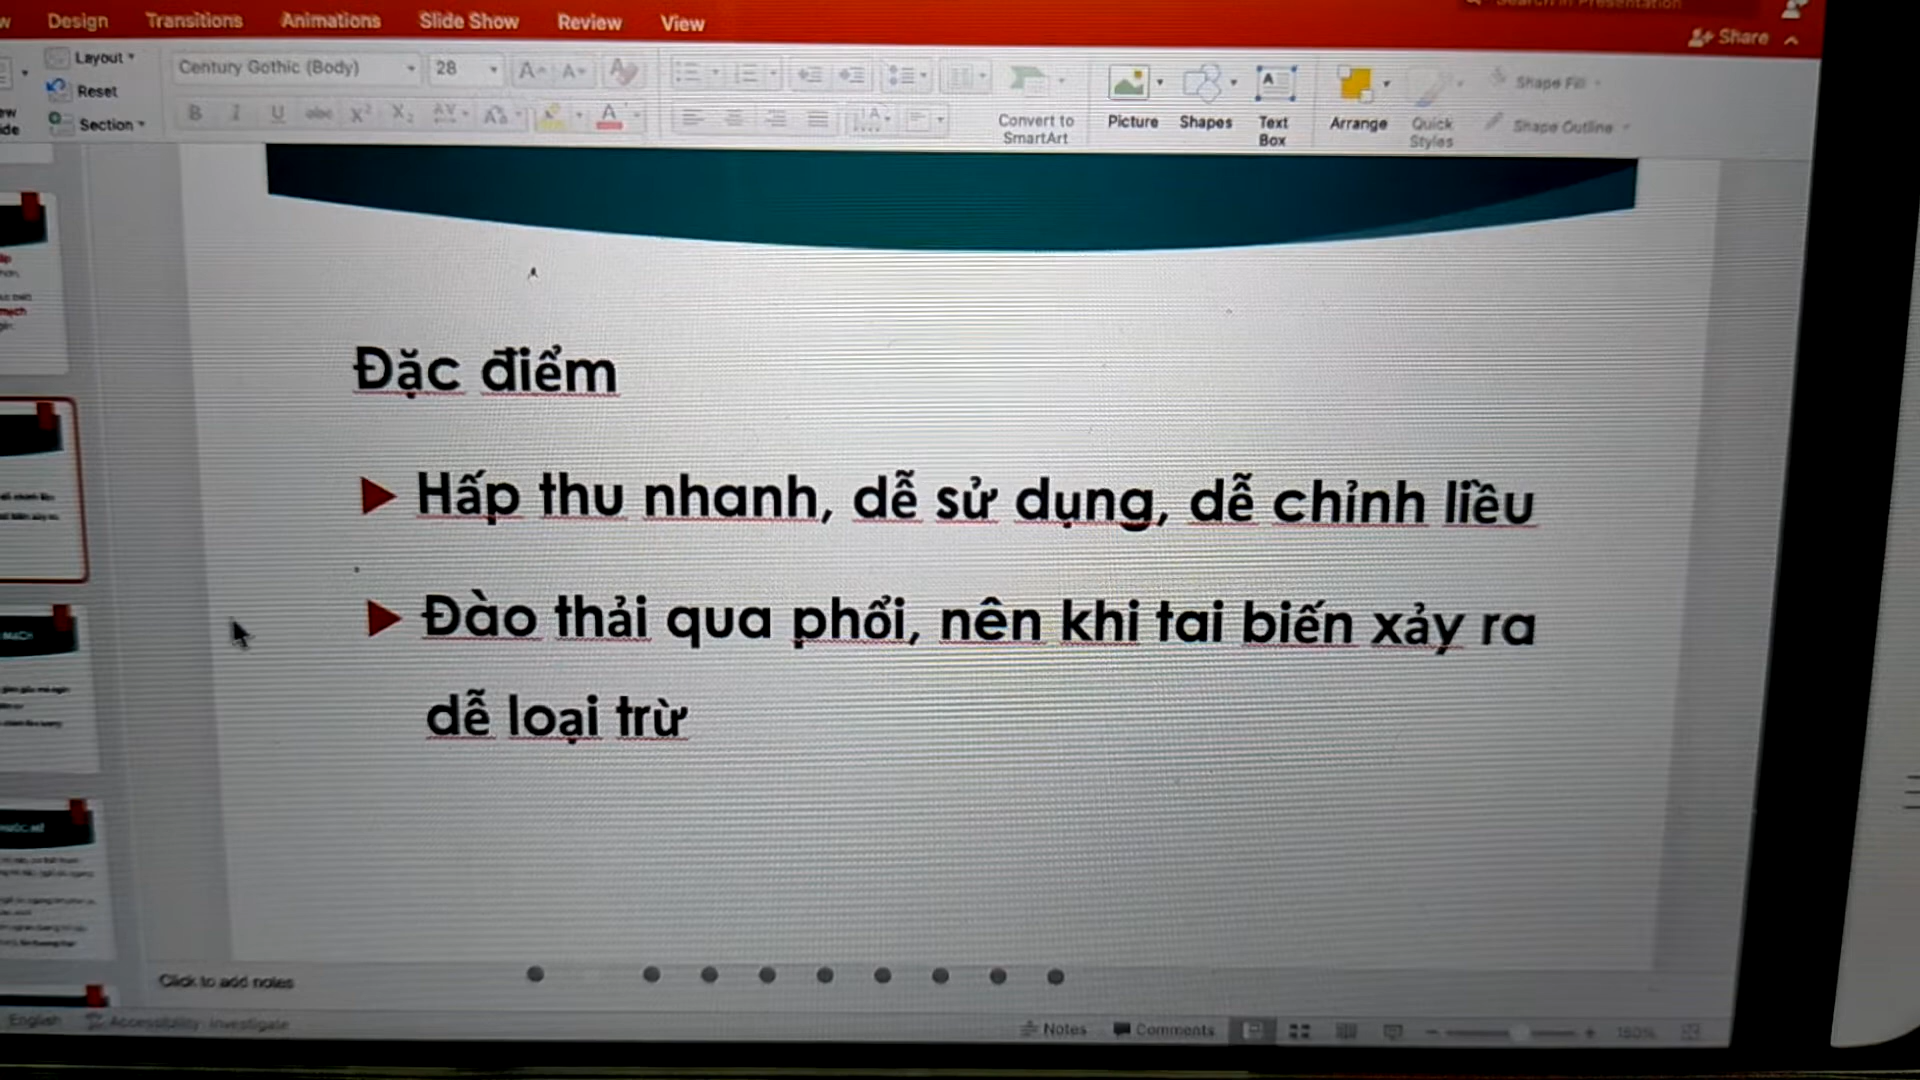 Design Transitions Animations Slide Show Review View
Share
Layout
Reset
Section
Century Gothic (Body) 28
Convert to SmartArt
Picture Shapes Text Box
Arrange Quick Styles
Shape Fill
Shape Outline
Đặc điểm
Hấp thu nhanh, dễ sử dụng, dễ chỉnh liều
Đào thải qua phổi, nên khi tai biến xảy ra
dễ loại trừ
Click to add notes
English Accessibility: Investigate Notes Comments